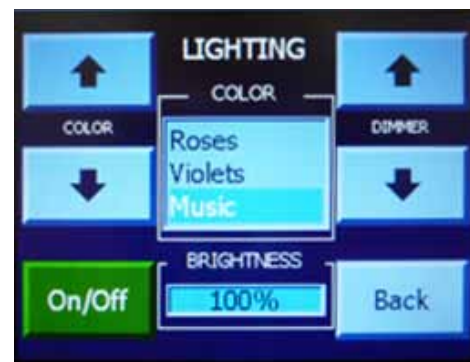 LIGHTING
COLOR
COLOR
DIMMER
Roses
Violets
Music
BRIGHTNESS
On/Off
100%
Back